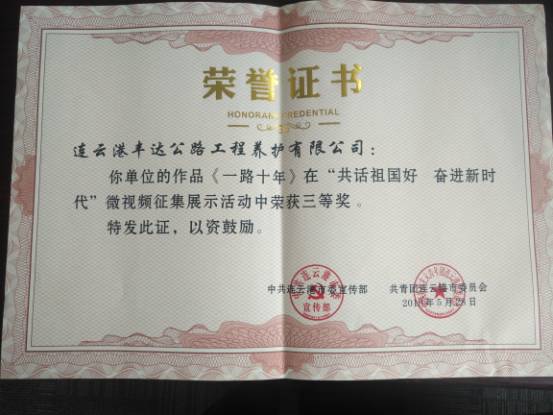 荣誉证书
HONORARY CREDENTIAL
连云港丰达公路工程养护有限公司：
你单位的作品《一路十年》在“共话祖国好 奋进新时
代”微视频征集展示活动中荣获三等奖。
特发此证，以资鼓励。
中共连云港市委宣传部 共青团连云港市委员会
宣传部